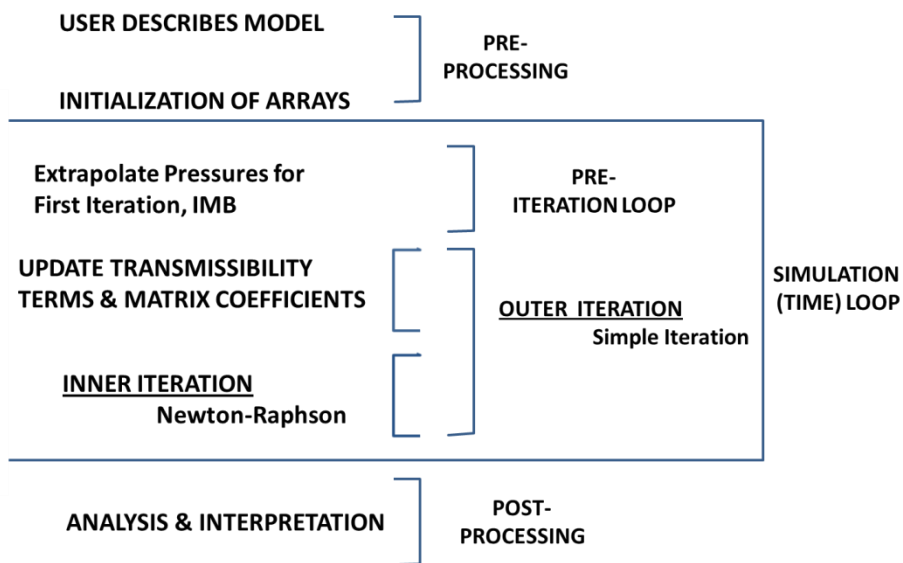 USER DESCRIBES MODEL
PRE-
PROCESSING
INITIALIZATION OF ARRAYS
Extrapolate Pressures for
First Iteration, IMB
PRE-
ITERATION LOOP
UPDATE TRANSMISSIBILITY
TERMS & MATRIX COEFFICIENTS
OUTER ITERATION
Simple Iteration
SIMULATION
(TIME) LOOP
INNER ITERATION
Newton-Raphson
ANALYSIS & INTERPRETATION
POST-
PROCESSING